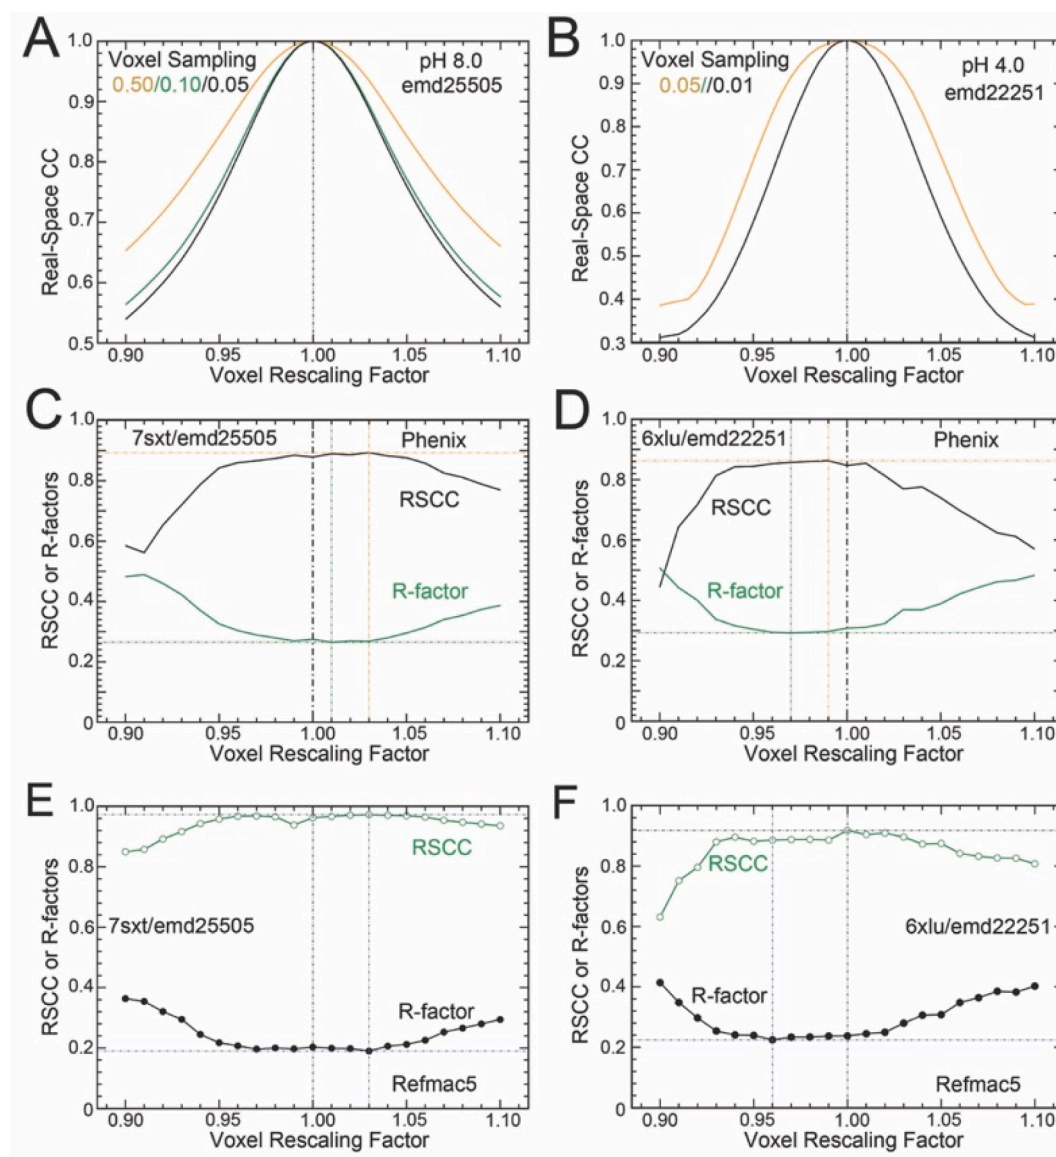 A
Voxel Sampling
0.50/0.10/0.05
pH 8.0
emd25505
Real-Space CC
1.0
0.9
0.8
0.7
0.6
0.5
0.90
0.95
1.00
1.05
1.10
Voxel Rescaling Factor
B
Voxel Sampling
0.05//0.01
pH 4.0
emd22251
Real-Space CC
1.0
0.9
0.8
0.7
0.6
0.5
0.4
0.3
0.90
0.95
1.00
1.05
1.10
Voxel Rescaling Factor
C
7sxt/emd25505
Phenix
RSCC
R-factor
RSCC or R-factors
1.0
0.8
0.6
0.4
0.2
0
0.90
0.95
1.00
1.05
1.10
Voxel Rescaling Factor
D
6xlu/emd22251
Phenix
RSCC
R-factor
RSCC or R-factors
1.0
0.8
0.6
0.4
0.2
0
0.90
0.95
1.00
1.05
1.10
Voxel Rescaling Factor
E
RSCC
7sxt/emd25505
R-factor
Refmac5
RSCC or R-factors
1.0
0.8
0.6
0.4
0.2
0
0.90
0.95
1.00
1.05
1.10
Voxel Rescaling Factor
F
RSCC
6xlu/emd22251
R-factor
Refmac5
RSCC or R-factors
1.0
0.8
0.6
0.4
0.2
0
0.90
0.95
1.00
1.05
1.10
Voxel Rescaling Factor